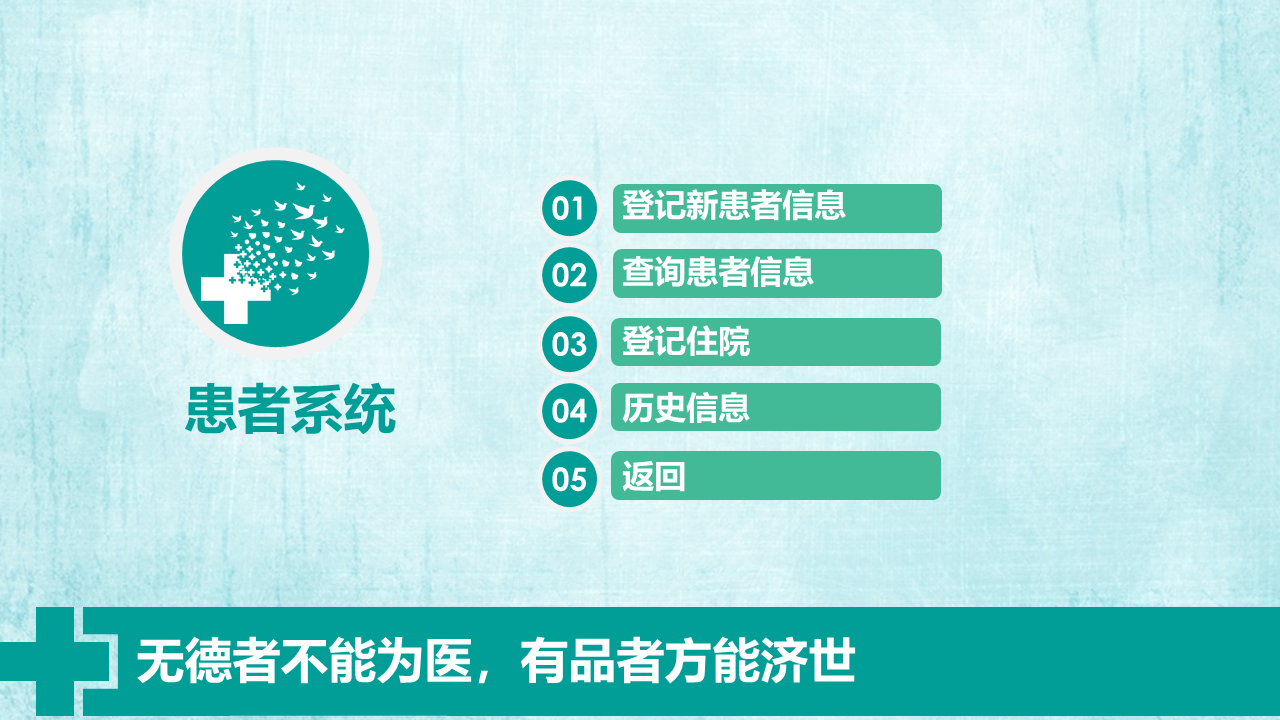 患者系统
01 登记新患者信息
02 查询患者信息
03 登记住院
04 历史信息
05 返回
无德者不能为医，有品者方能济世